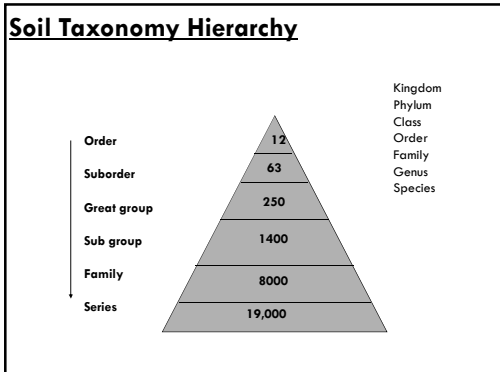 Soil Taxonomy Hierarchy
Kingdom
Phylum
Class
Order
Family
Genus
Species
Order
12
Suborder
63
Great group
250
Sub group
1400
Family
8000
Series
19,000